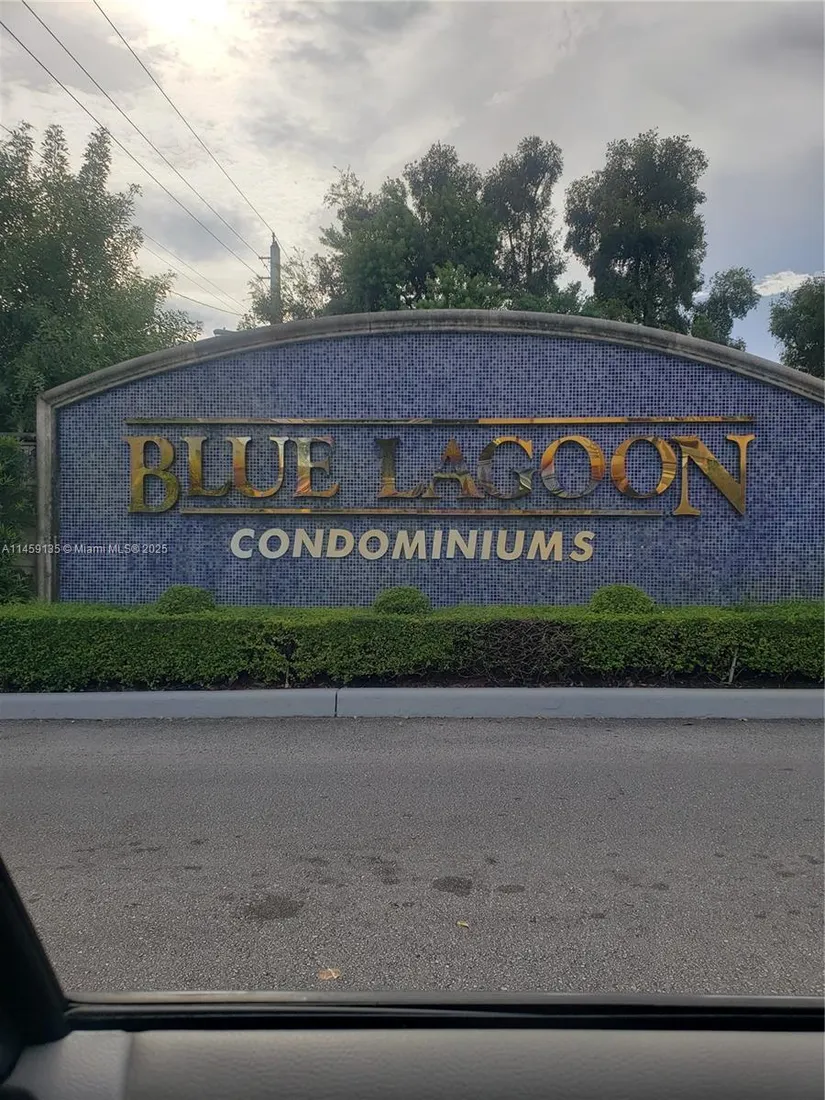 BLUE LAGOON
CONDOMINIUMS
A11459135 © Miami MLS® 2025